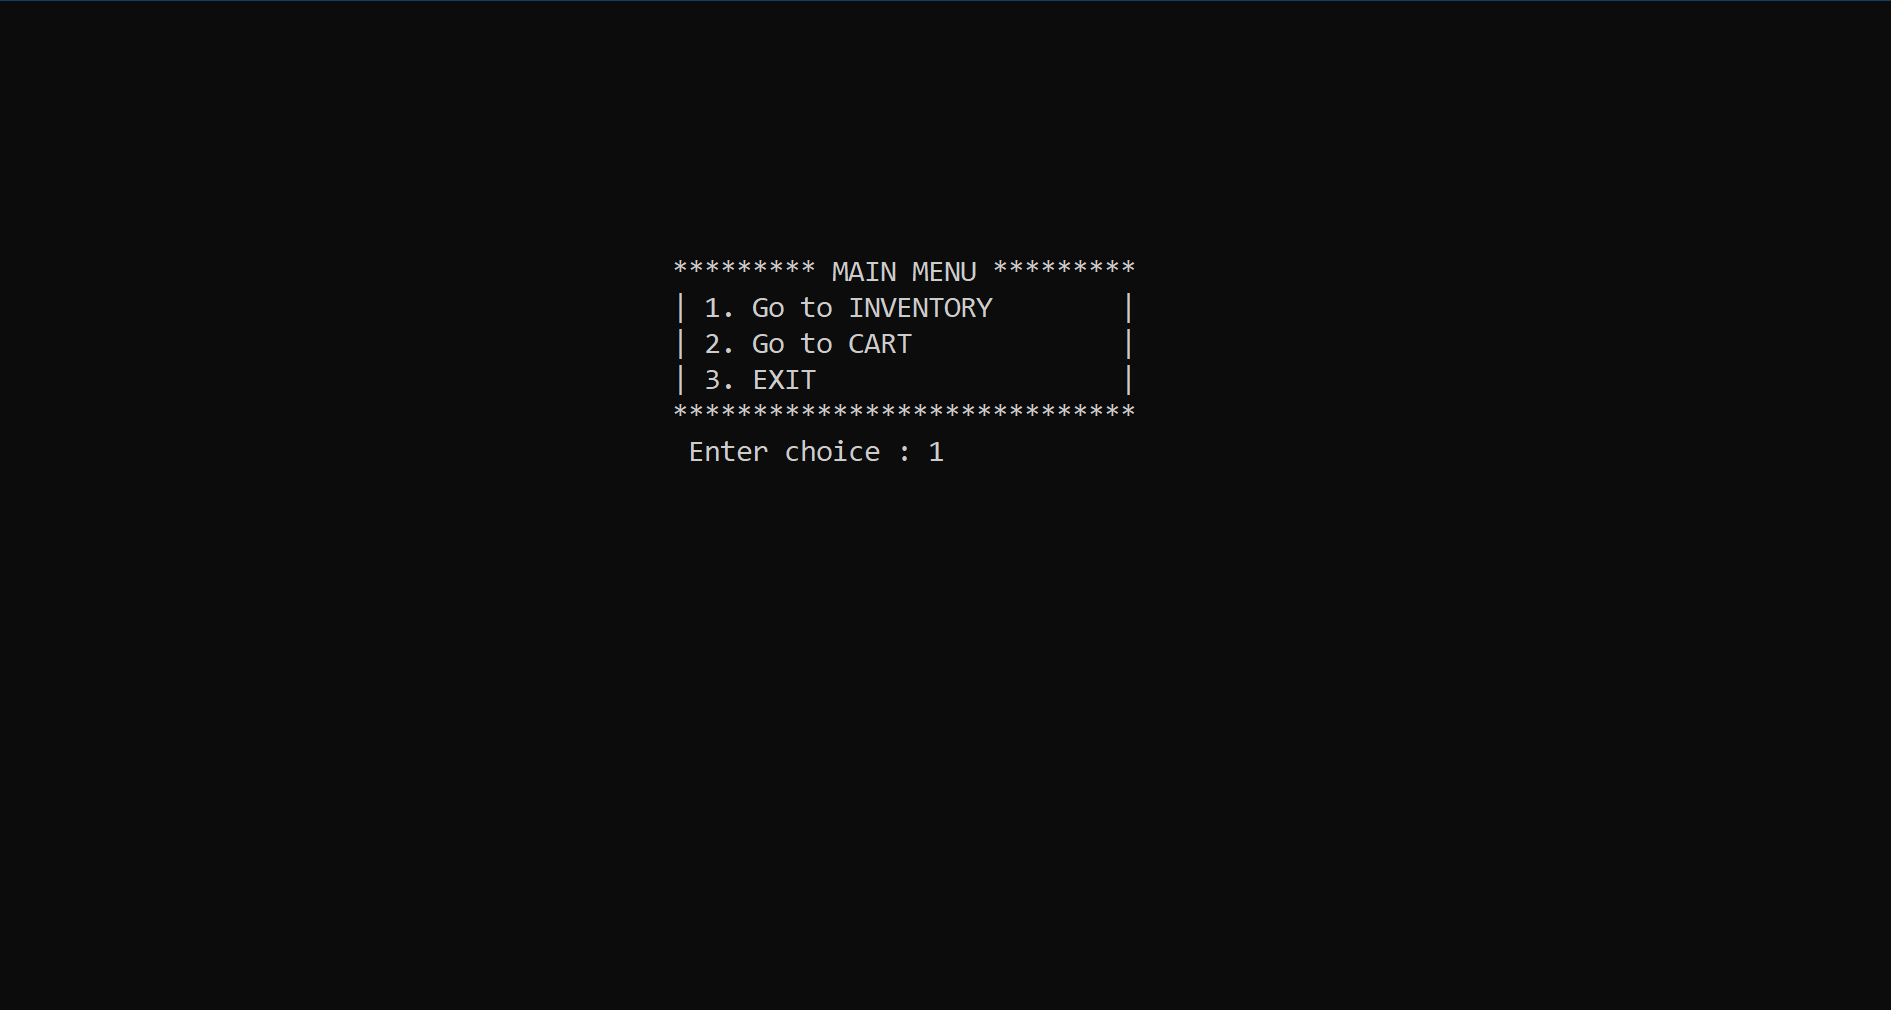 ********* MAIN MENU *********
| 1. Go to INVENTORY        |
| 2. Go to CART             |
| 3. EXIT                   |
*****************************
Enter choice : 1